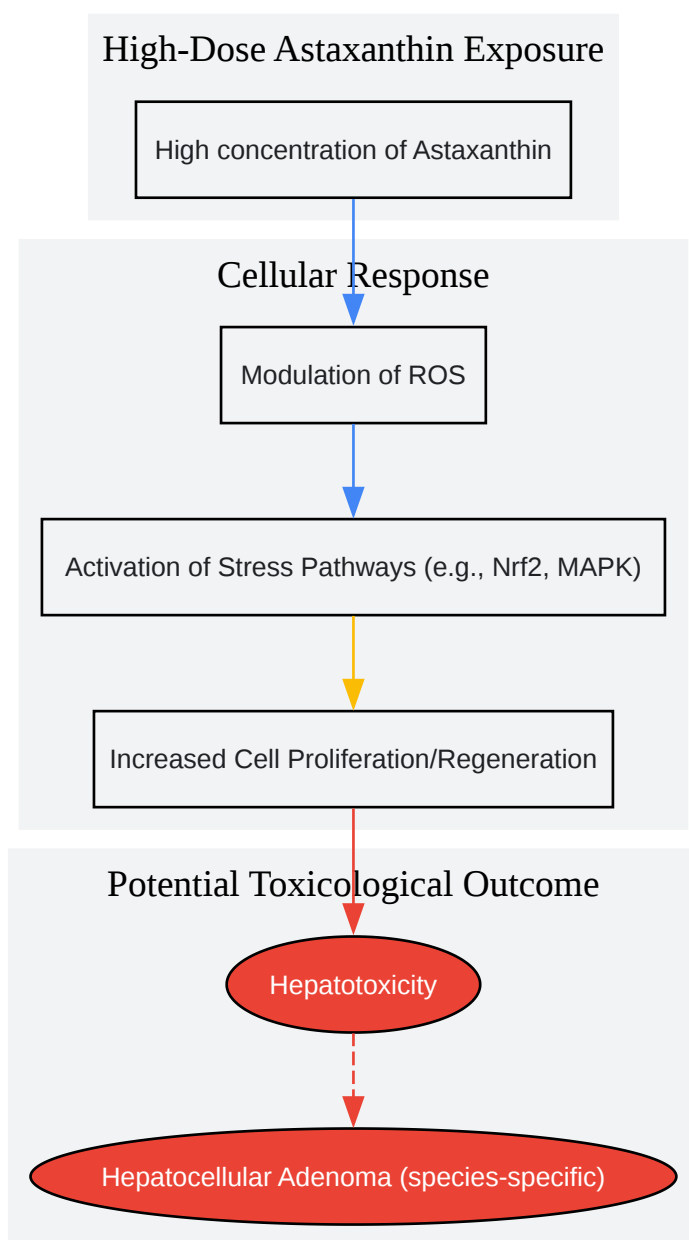 High-Dose Astaxanthin Exposure
High concentration of Astaxanthin
Cellular Response
Modulation of ROS
Activation of Stress Pathways (e.g., Nrf2, MAPK)
Increased Cell Proliferation/Regeneration
Potential Toxicological Outcome
Hepatotoxicity
Hepatocellular Adenoma (species-specific)